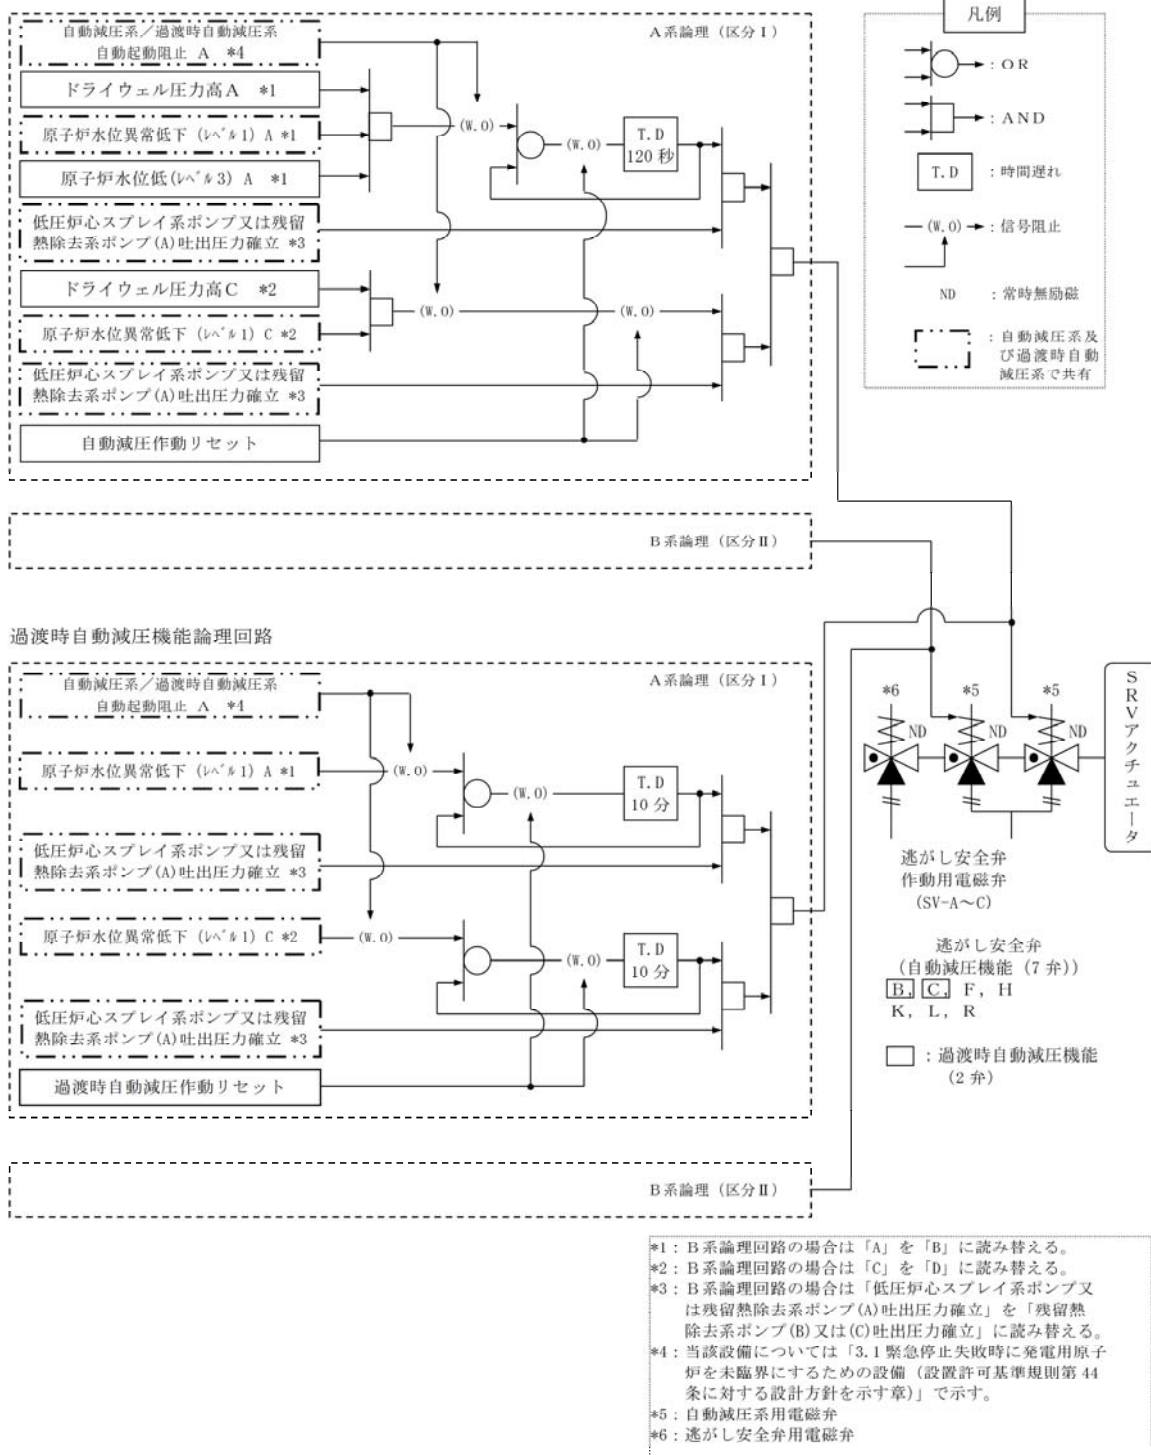 自動減圧系/過渡時自動減圧系
自動起動阻止 A *4
A系論理（区分Ⅰ）
ドライウェル圧力高A *1
原子炉水位異常低下（ﾚﾍﾞﾙ1）A *1
原子炉水位低(ﾚﾍﾞﾙ3) A *1
低圧炉心スプレイ系ポンプ又は残留
熱除去系ポンプ(A)吐出圧力確立 *3
ドライウェル圧力高C *2
原子炉水位異常低下（ﾚﾍﾞﾙ1）C *2
低圧炉心スプレイ系ポンプ又は残留
熱除去系ポンプ(A)吐出圧力確立 *3
自動減圧作動リセット
(W.O)
(W.O)
T.D
120秒
(W.O)
(W.O)
凡例
：OR
：AND
T.D ：時間遅れ
(W.O) ：信号阻止
ND ：常時無励磁
：自動減圧系及
び過渡時自動
減圧系で共有
B系論理（区分Ⅱ）
過渡時自動減圧機能論理回路
自動減圧系/過渡時自動減圧系
自動起動阻止 A *4
A系論理（区分Ⅰ）
原子炉水位異常低下（ﾚﾍﾞﾙ1）A *1
低圧炉心スプレイ系ポンプ又は残留
熱除去系ポンプ(A)吐出圧力確立 *3
原子炉水位異常低下（ﾚﾍﾞﾙ1）C *2
低圧炉心スプレイ系ポンプ又は残留
熱除去系ポンプ(A)吐出圧力確立 *3
過渡時自動減圧作動リセット
(W.O)
(W.O)
T.D
10分
(W.O)
(W.O)
T.D
10分
*6 *5 *5
ND ND ND
SRVアクチュエータ
逃がし安全弁
作動用電磁弁
(SV-A～C)
逃がし安全弁
（自動減圧機能（7弁））
B, C, F, H
K, L, R
：過渡時自動減圧機能
（2弁）
B系論理（区分Ⅱ）
*1：B系論理回路の場合は「A」を「B」に読み替える。
*2：B系論理回路の場合は「C」を「D」に読み替える。
*3：B系論理回路の場合は「低圧炉心スプレイ系ポンプ又
は残留熱除去系ポンプ(A)吐出圧力確立」を「残留熱
除去系ポンプ(B)又は(C)吐出圧力確立」に読み替える。
*4：当該設備については「3.1緊急停止失敗時に発電用原子
炉を未臨界にするための設備（設置許可基準規則第44
条に対する設計方針を示す章）」で示す。
*5：自動減圧系用電磁弁
*6：逃がし安全弁用電磁弁